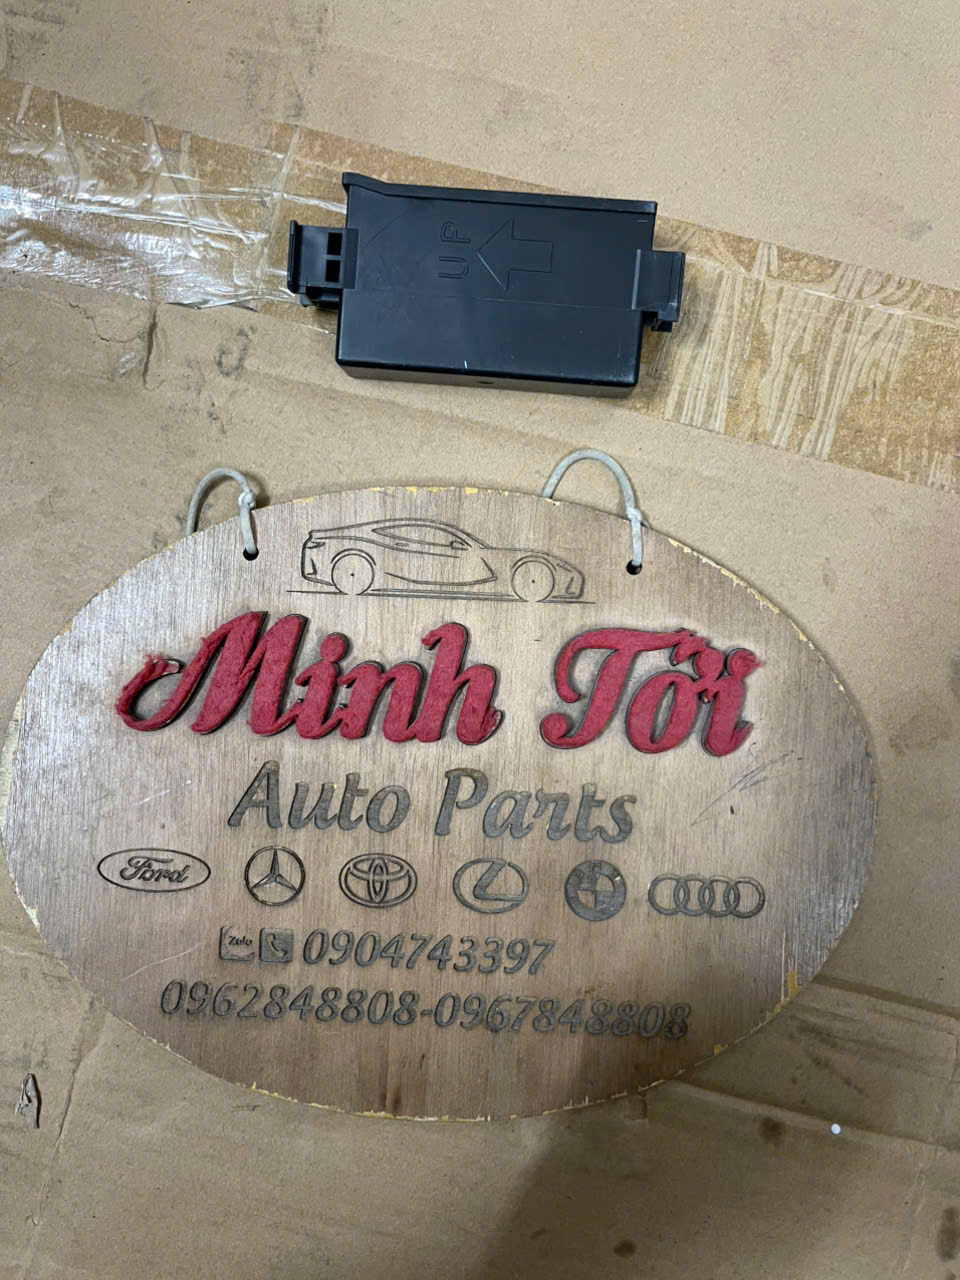 UP
Minh Tới
Auto Parts
Ford
Zalo 0904743397
0962848808-0967848808